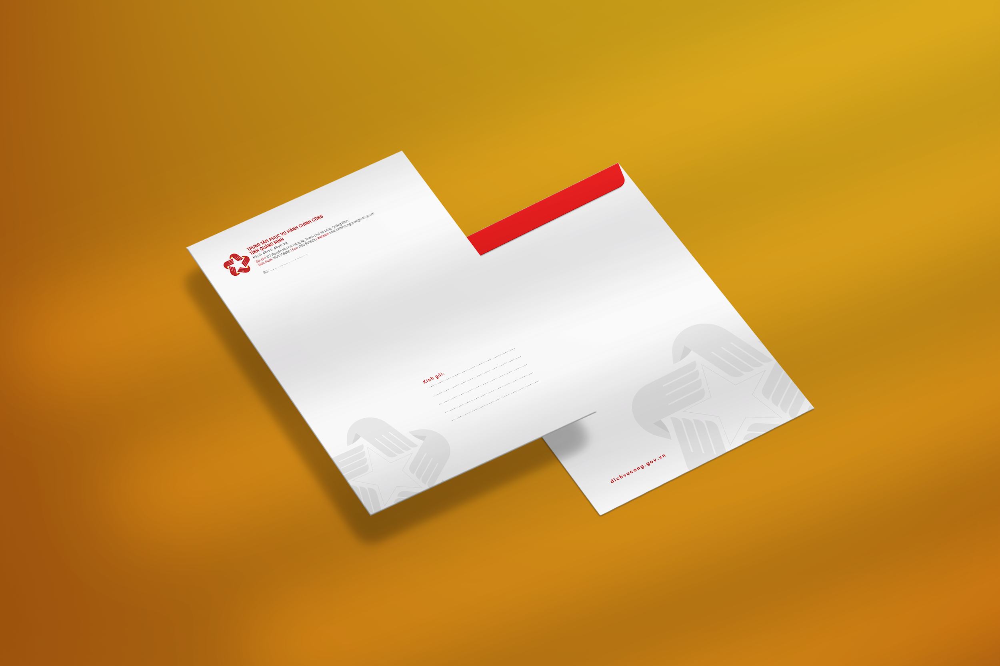 TRUNG TÂM PHỤC VỤ HÀNH CHÍNH CÔNG
TỈNH QUẢNG NINH
Hành chính phục vụ
Địa chỉ: 277 Nguyễn Văn Cừ, Hồng Hà, Thành phố Hạ Long, Quảng Ninh
Điện thoại: 1900 558826 | Fax: 1900 558826 | Website: hanhchinhcongquangninh.gov.vn
Số:
Kính gửi:
dichvucong.gov.vn